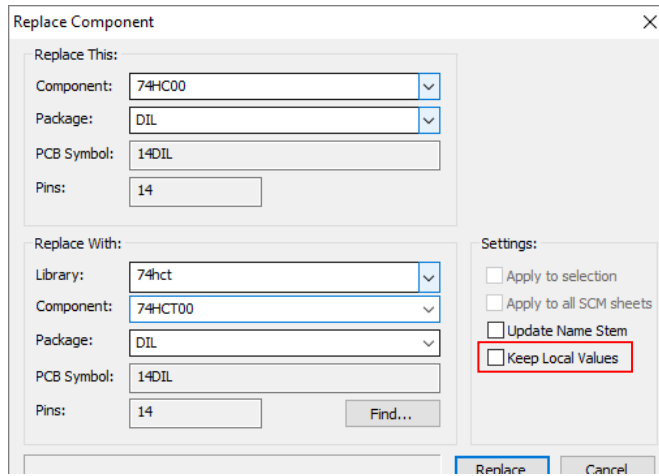 Replace Component
Replace This:
Component: 74HC00
Package: DIL
PCB Symbol: 14DIL
Pins: 14
Replace With:
Library: 74hct
Component: 74HCT00
Package: DIL
PCB Symbol: 14DIL
Pins: 14
Find...
Settings:
Apply to selection
Apply to all SCM sheets
Update Name Stem
Keep Local Values
Replace Cancel